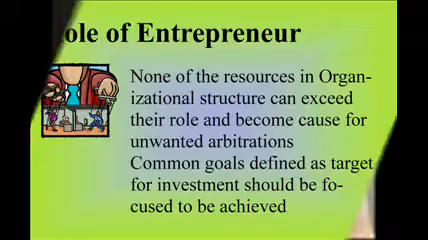 ole of Entrepreneur
None of the resources in Organ-
izational structure can exceed
their role and become cause for
unwanted arbitrations
Common goals defined as target
for investment should be fo-
cused to be achieved